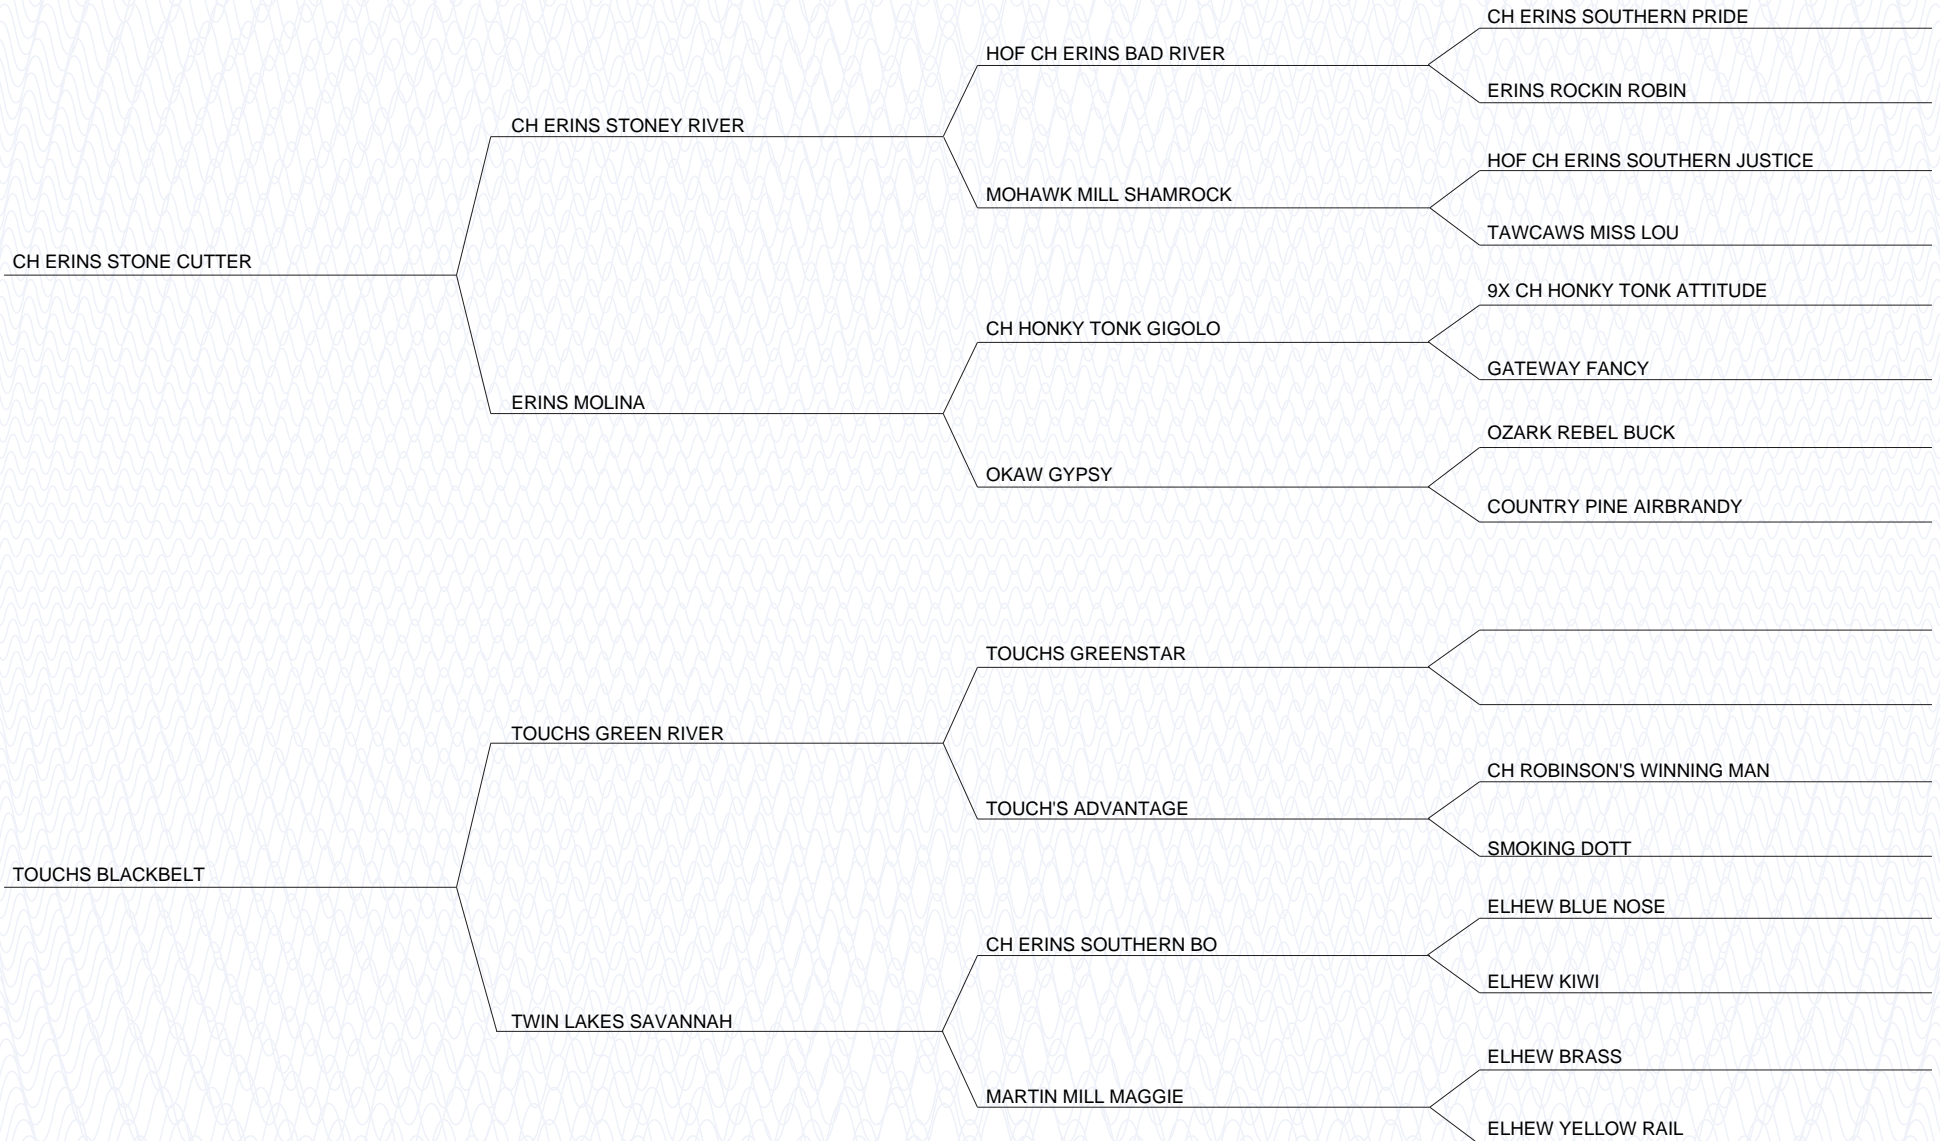 CH ERINS SOUTHERN PRIDE
HOF CH ERINS BAD RIVER
ERINS ROCKIN ROBIN
CH ERINS STONEY RIVER
HOF CH ERINS SOUTHERN JUSTICE
MOHAWK MILL SHAMROCK
TAWCAWS MISS LOU
CH ERINS STONE CUTTER
9X CH HONKY TONK ATTITUDE
CH HONKY TONK GIGOLO
GATEWAY FANCY
ERINS MOLINA
OZARK REBEL BUCK
OKAW GYPSY
COUNTRY PINE AIRBRANDY
TOUCHS GREENSTAR
TOUCHS GREEN RIVER
CH ROBINSON'S WINNING MAN
TOUCH'S ADVANTAGE
SMOKING DOTT
TOUCHS BLACKBELT
ELHEW BLUE NOSE
CH ERINS SOUTHERN BO
ELHEW KIWI
TWIN LAKES SAVANNAH
ELHEW BRASS
MARTIN MILL MAGGIE
ELHEW YELLOW RAIL